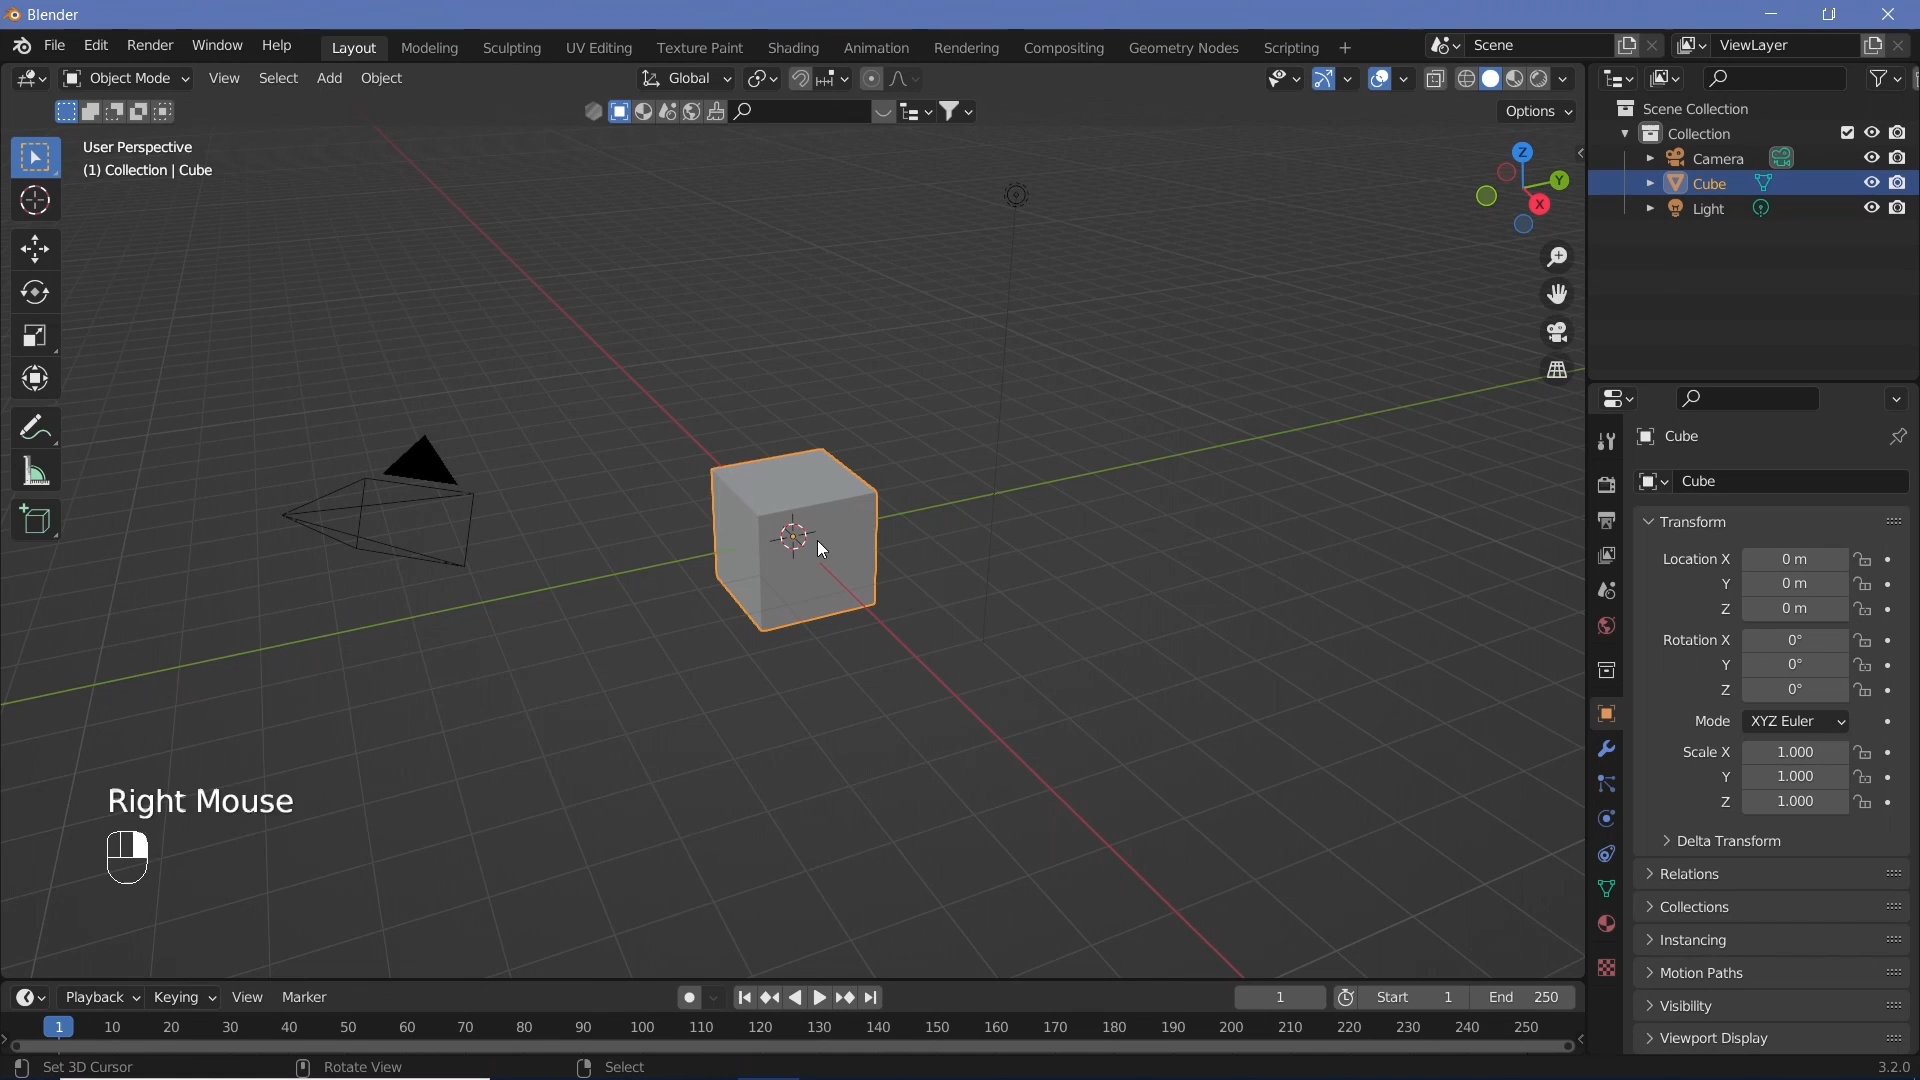 Blender
File Edit Render Window Help Layout Modeling Sculpting UV Editing Texture Paint Shading Animation Rendering Compositing Geometry Nodes Scripting + Scene ViewLayer
Object Mode View Select Add Object Global
Options
User Perspective
(1) Collection | Cube
Z
Y
X
Right Mouse
Scene Collection
Collection
Camera
Cube
Light
Cube
Cube
Transform
Location X 0 m
Y 0 m
Z 0 m
Rotation X 0°
Y 0°
Z 0°
Mode XYZ Euler
Scale X 1.000
Y 1.000
Z 1.000
Delta Transform
Relations
Collections
Instancing
Motion Paths
Visibility
Viewport Display
Playback Keying View Marker 1 Start 1 End 250
1 10 20 30 40 50 60 70 80 90 100 110 120 130 140 150 160 170 180 190 200 210 220 230 240 250
Set 3D Cursor Rotate View Select 3.2.0